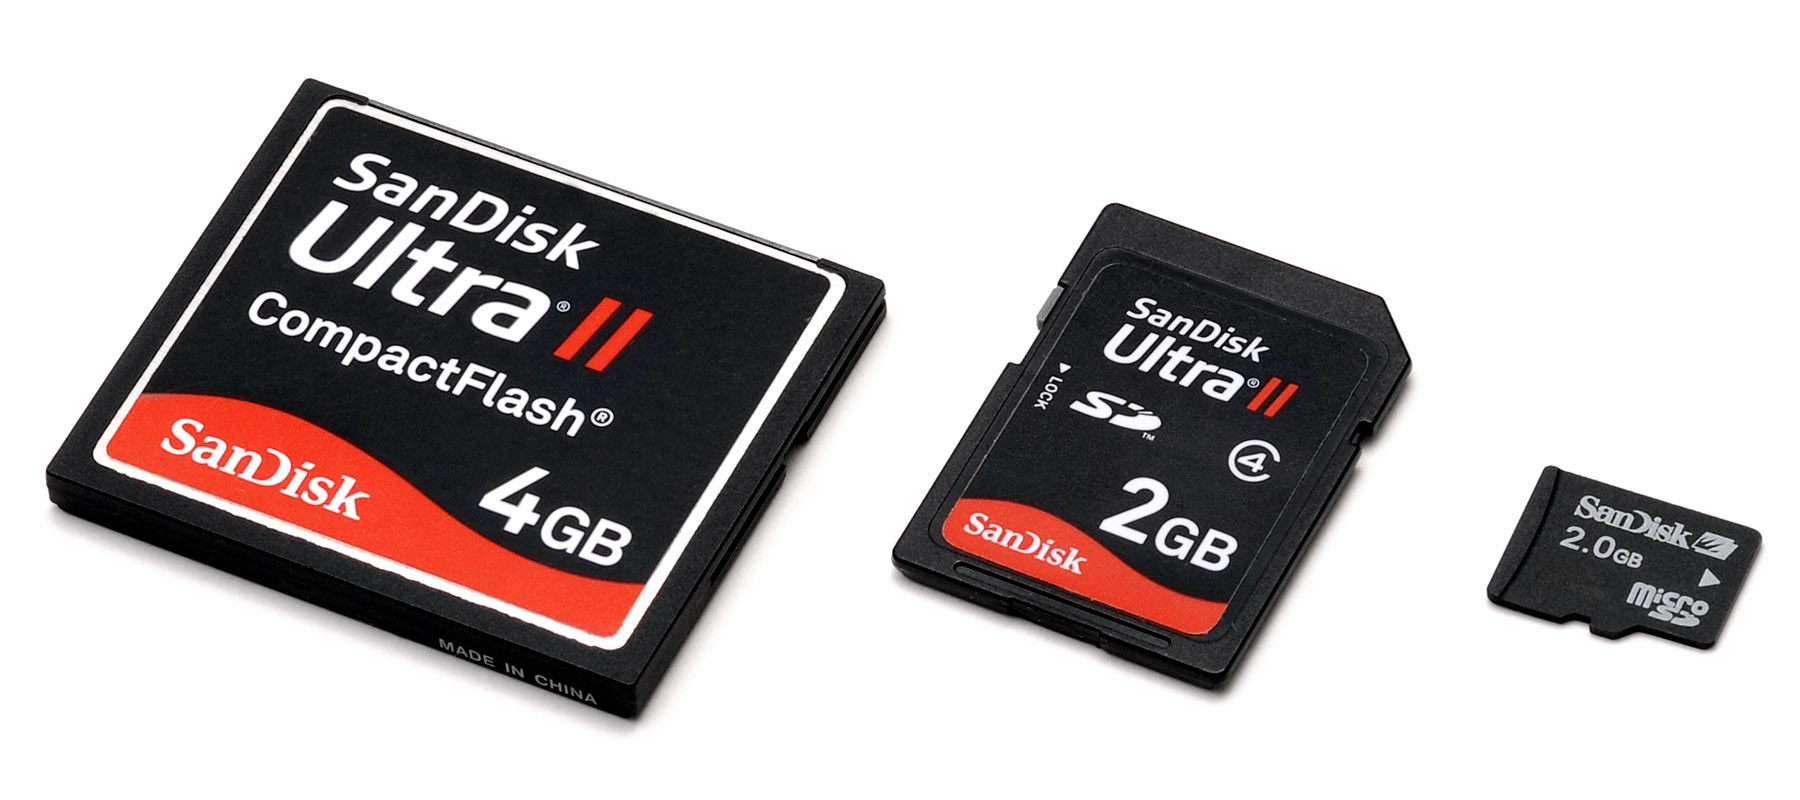 SanDisk
Ultra® II
CompactFlash®
SanDisk
4GB
MADE IN CHINA
SanDisk
Ultra® II
LOCK
SD™
4
2GB
SanDisk
SanDisk
2.0GB
micro
SD